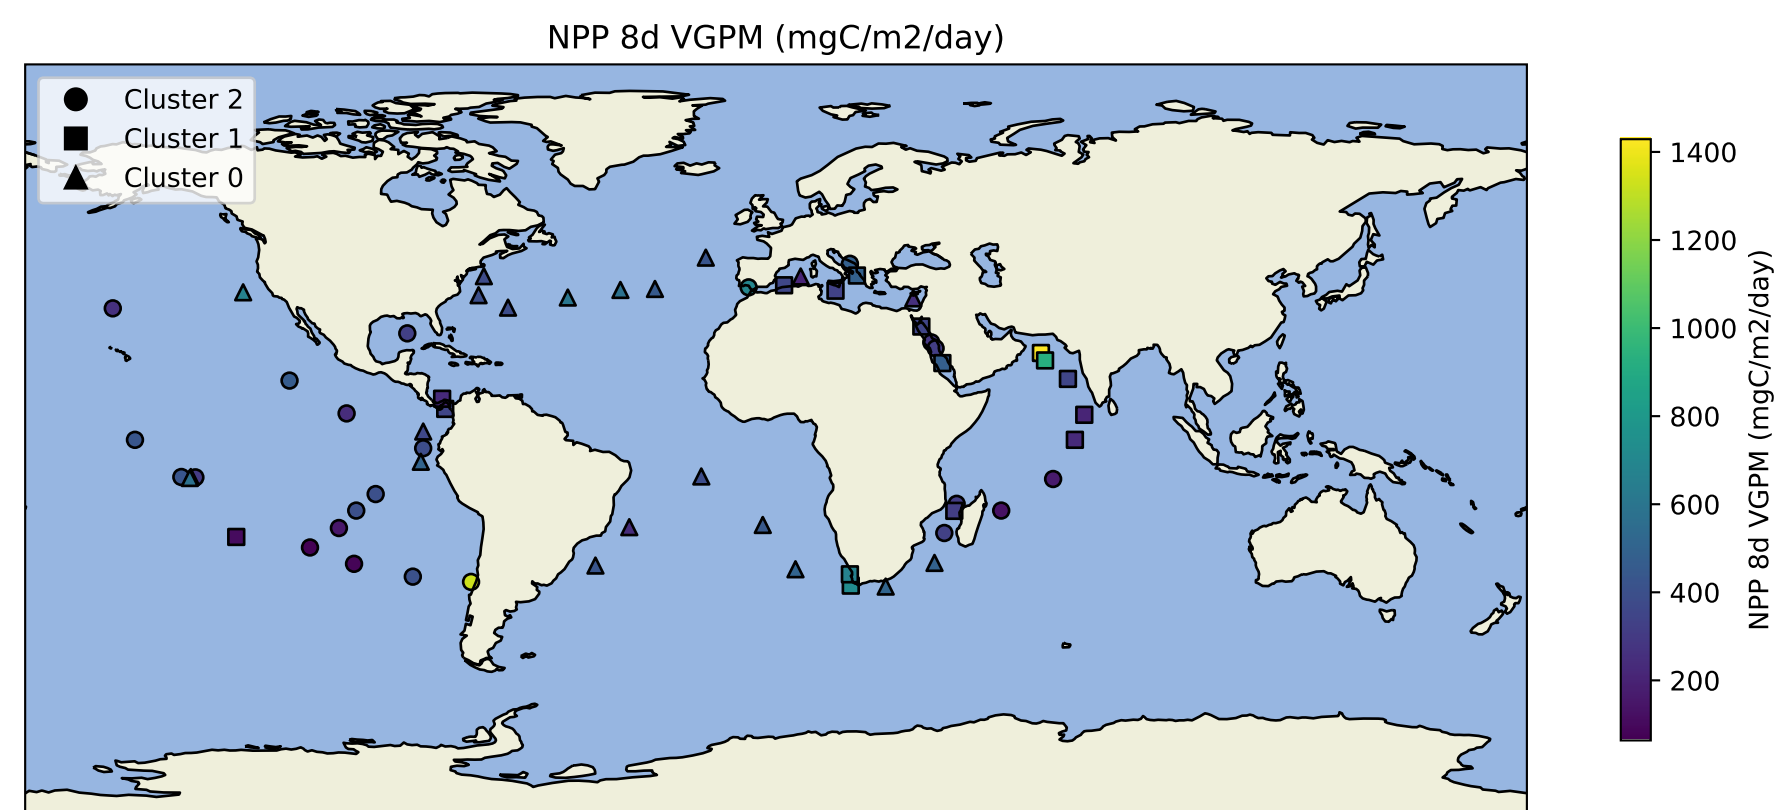 NPP 8d VGPM (mgC/m2/day)
Cluster 2
Cluster 1
Cluster 0
1400
1200
1000
800
600
400
200
NPP 8d VGPM (mgC/m2/day)